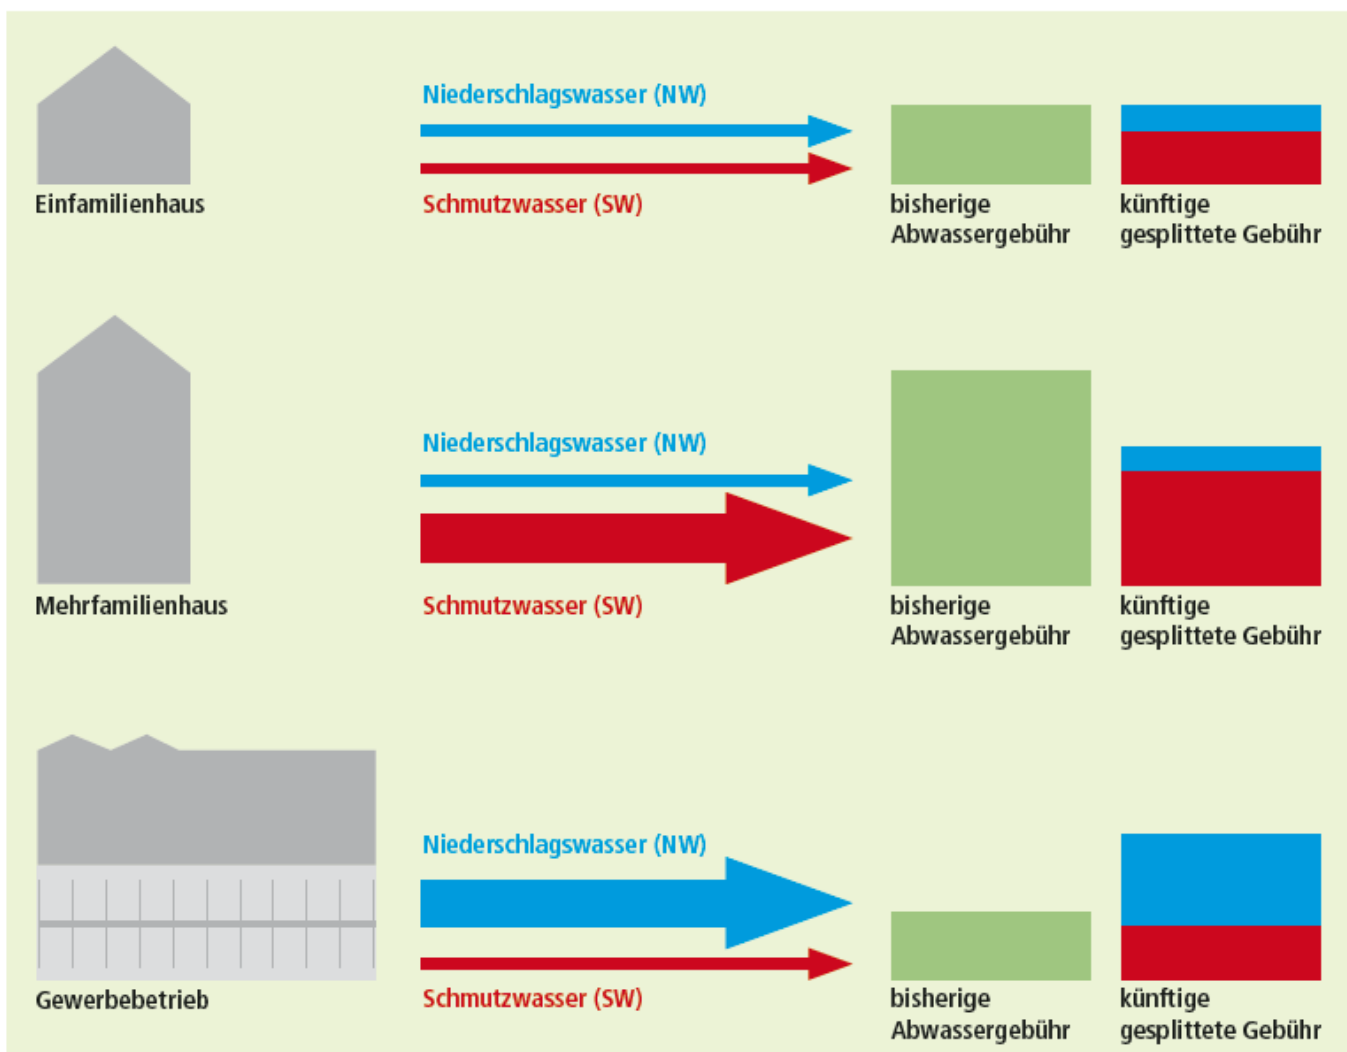 Niederschlagswasser (NW)
Einfamilienhaus
Schmutzwasser (SW)
bisherige
Abwassergebühr
künftige
gesplittete Gebühr
Niederschlagswasser (NW)
Mehrfamilienhaus
Schmutzwasser (SW)
bisherige
Abwassergebühr
künftige
gesplittete Gebühr
Niederschlagswasser (NW)
Gewerbebetrieb
Schmutzwasser (SW)
bisherige
Abwassergebühr
künftige
gesplittete Gebühr